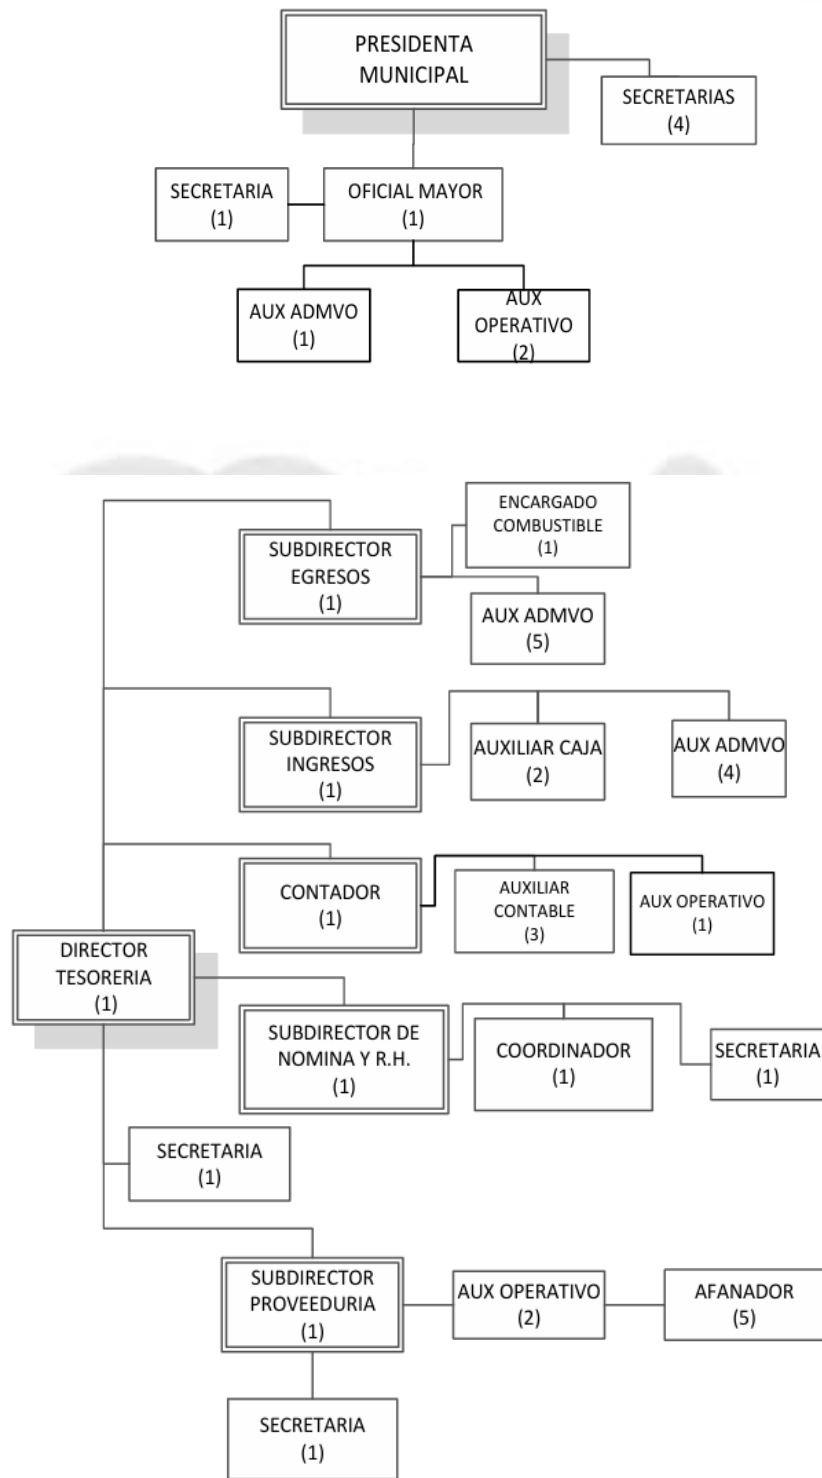 PRESIDENTA
MUNICIPAL
SECRETARIAS
(4)
SECRETARIA
(1)
OFICIAL MAYOR
(1)
AUX ADMVO
(1)
AUX
OPERATIVO
(2)
ENCARGADO
COMBUSTIBLE
(1)
SUBDIRECTOR
EGRESOS
(1)
AUX ADMVO
(5)
SUBDIRECTOR
INGRESOS
(1)
AUXILIAR CAJA
(2)
AUX ADMVO
(4)
CONTADOR
(1)
AUXILIAR
CONTABLE
(3)
AUX OPERATIVO
(1)
DIRECTOR
TESORERIA
(1)
SUBDIRECTOR DE
NOMINA Y R.H.
(1)
COORDINADOR
(1)
SECRETARIA
(1)
SECRETARIA
(1)
SUBDIRECTOR
PROVEEDURIA
(1)
AUX OPERATIVO
(2)
AFANADOR
(5)
SECRETARIA
(1)